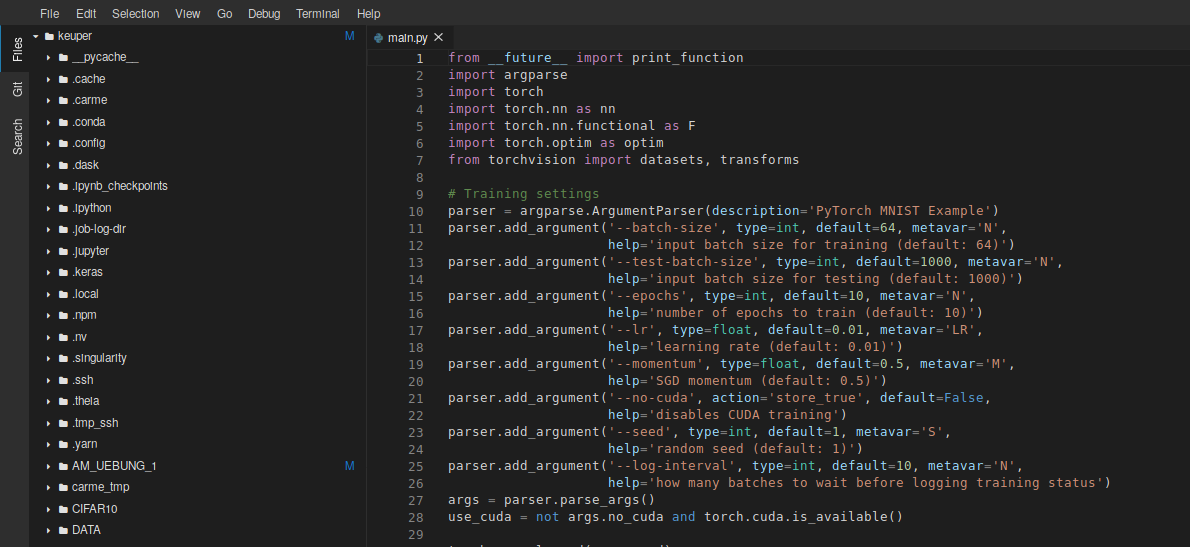 File Edit Selection View Go Debug Terminal Help
Files
Git
Search
keuper M
__pycache__
.cache
.carme
.conda
.config
.dask
.ipynb_checkpoints
.ipython
.job-log-dir
.jupyter
.keras
.local
.npm
.nv
.singularity
.ssh
.theia
.tmp_ssh
.yarn
AM_UEBUNG_1 M
carme_tmp
CIFAR10
DATA
main.py
1 from __future__ import print_function
2 import argparse
3 import torch
4 import torch.nn as nn
5 import torch.nn.functional as F
6 import torch.optim as optim
7 from torchvision import datasets, transforms
8
9 # Training settings
10 parser = argparse.ArgumentParser(description='PyTorch MNIST Example')
11 parser.add_argument('--batch-size', type=int, default=64, metavar='N',
12 help='input batch size for training (default: 64)')
13 parser.add_argument('--test-batch-size', type=int, default=1000, metavar='N',
14 help='input batch size for testing (default: 1000)')
15 parser.add_argument('--epochs', type=int, default=10, metavar='N',
16 help='number of epochs to train (default: 10)')
17 parser.add_argument('--lr', type=float, default=0.01, metavar='LR',
18 help='learning rate (default: 0.01)')
19 parser.add_argument('--momentum', type=float, default=0.5, metavar='M',
20 help='SGD momentum (default: 0.5)')
21 parser.add_argument('--no-cuda', action='store_true', default=False,
22 help='disables CUDA training')
23 parser.add_argument('--seed', type=int, default=1, metavar='S',
24 help='random seed (default: 1)')
25 parser.add_argument('--log-interval', type=int, default=10, metavar='N',
26 help='how many batches to wait before logging training status')
27 args = parser.parse_args()
28 use_cuda = not args.no_cuda and torch.cuda.is_available()
29